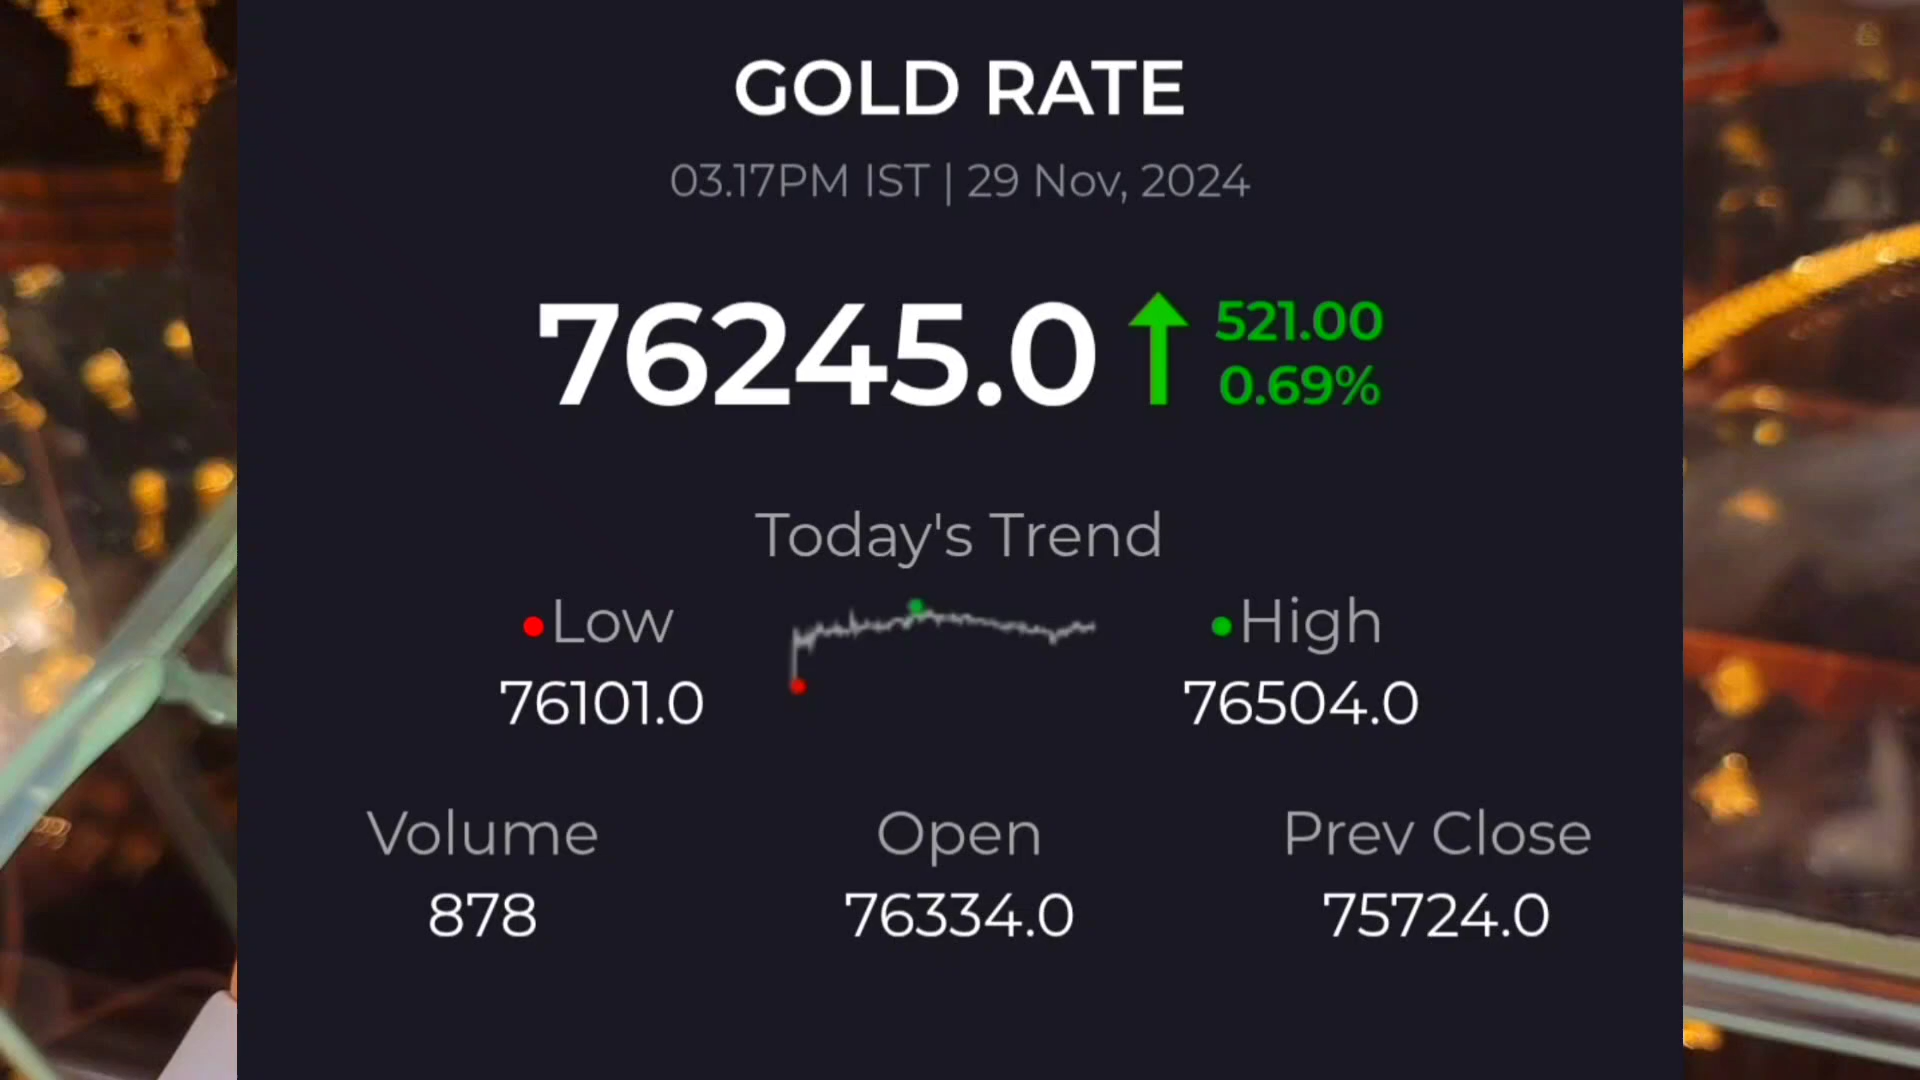 GOLD RATE
03.17PM IST | 29 Nov, 2024
76245.0
521.00
0.69%
Today's Trend
Low
High
76101.0
76504.0
Volume
Open
Prev Close
878
76334.0
75724.0